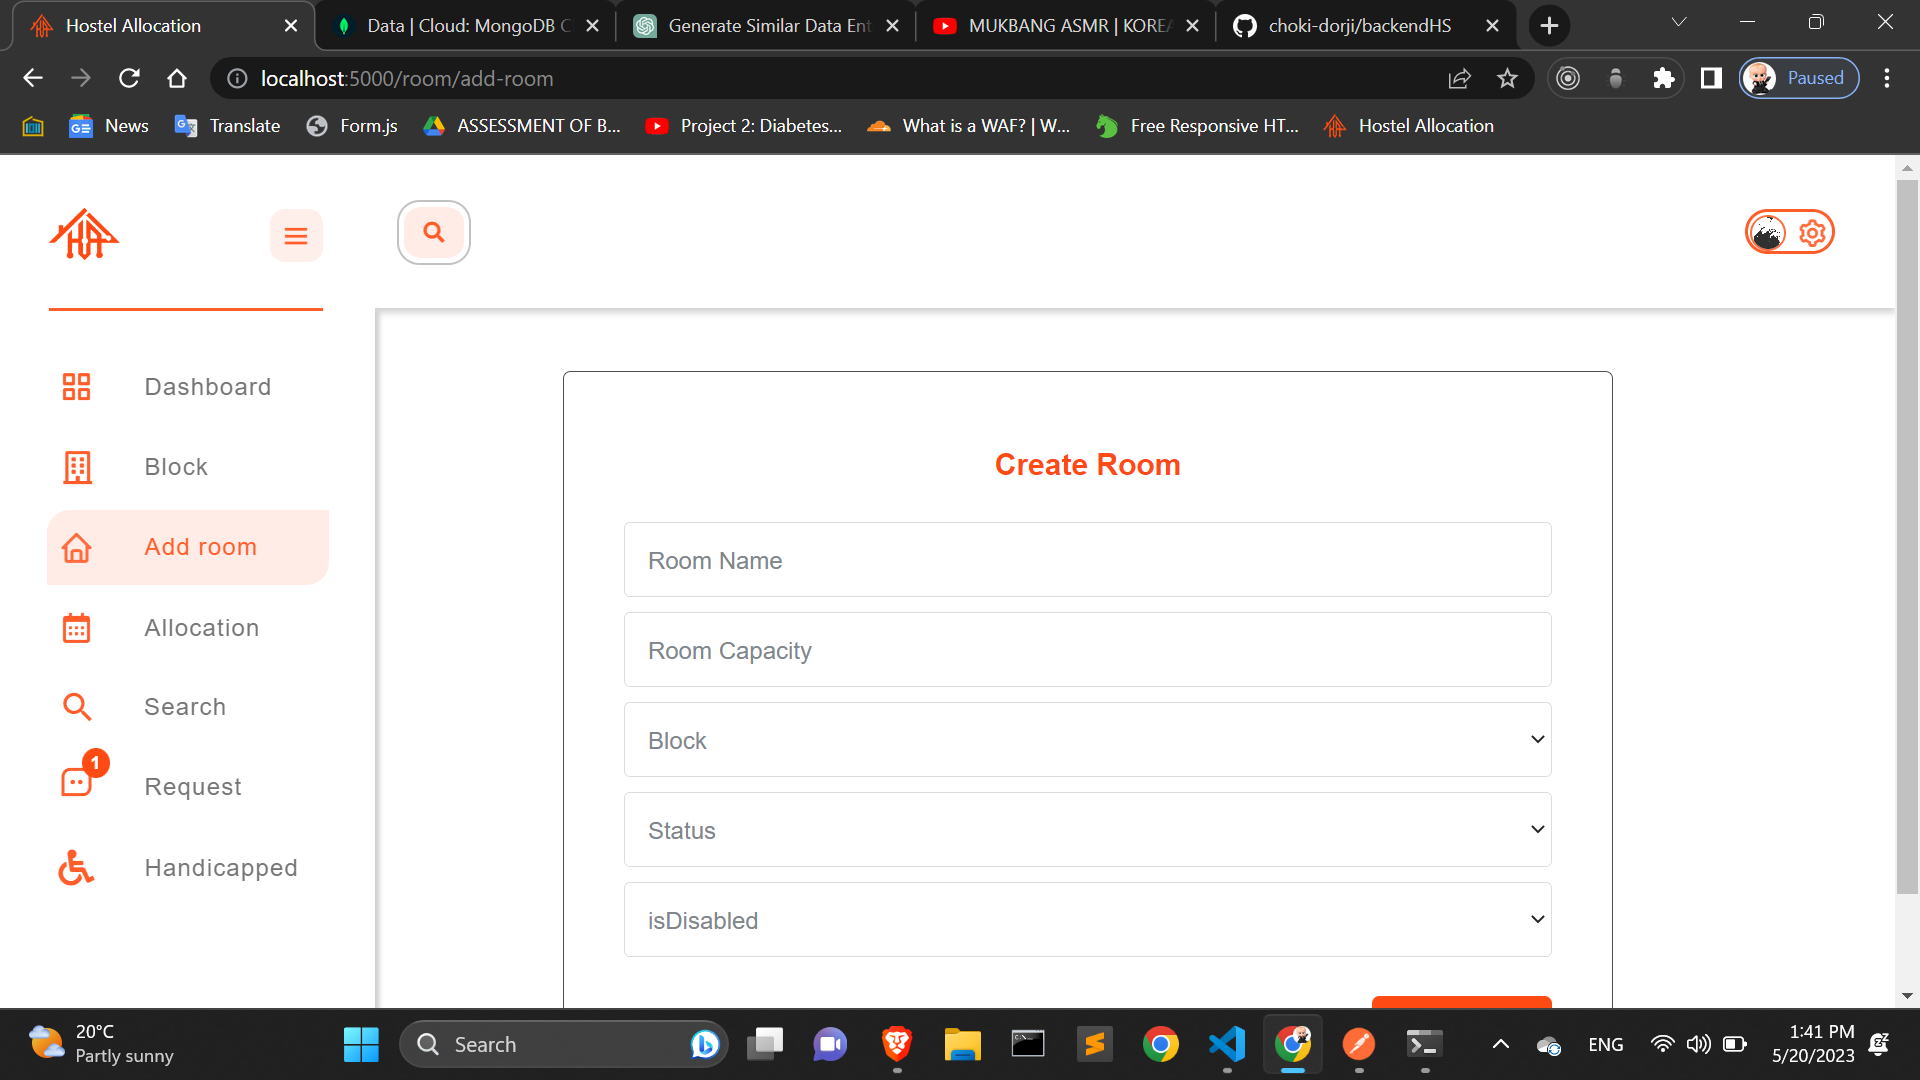 Hostel Allocation
Data | Cloud: MongoDB C
Generate Similar Data Ent
MUKBANG ASMR | KOREA
choki-dorji/backendHS
localhost:5000/room/add-room
Paused
News
Translate
Form.js
ASSESSMENT OF B...
Project 2: Diabetes...
What is a WAF? | W...
Free Responsive HT...
Hostel Allocation
HA
Dashboard
Block
Add room
Allocation
Search
1
Request
Handicapped
Create Room
Room Name
Room Capacity
Block
Status
isDisabled
20°C
Partly sunny
Search
ENG
1:41 PM
5/20/2023